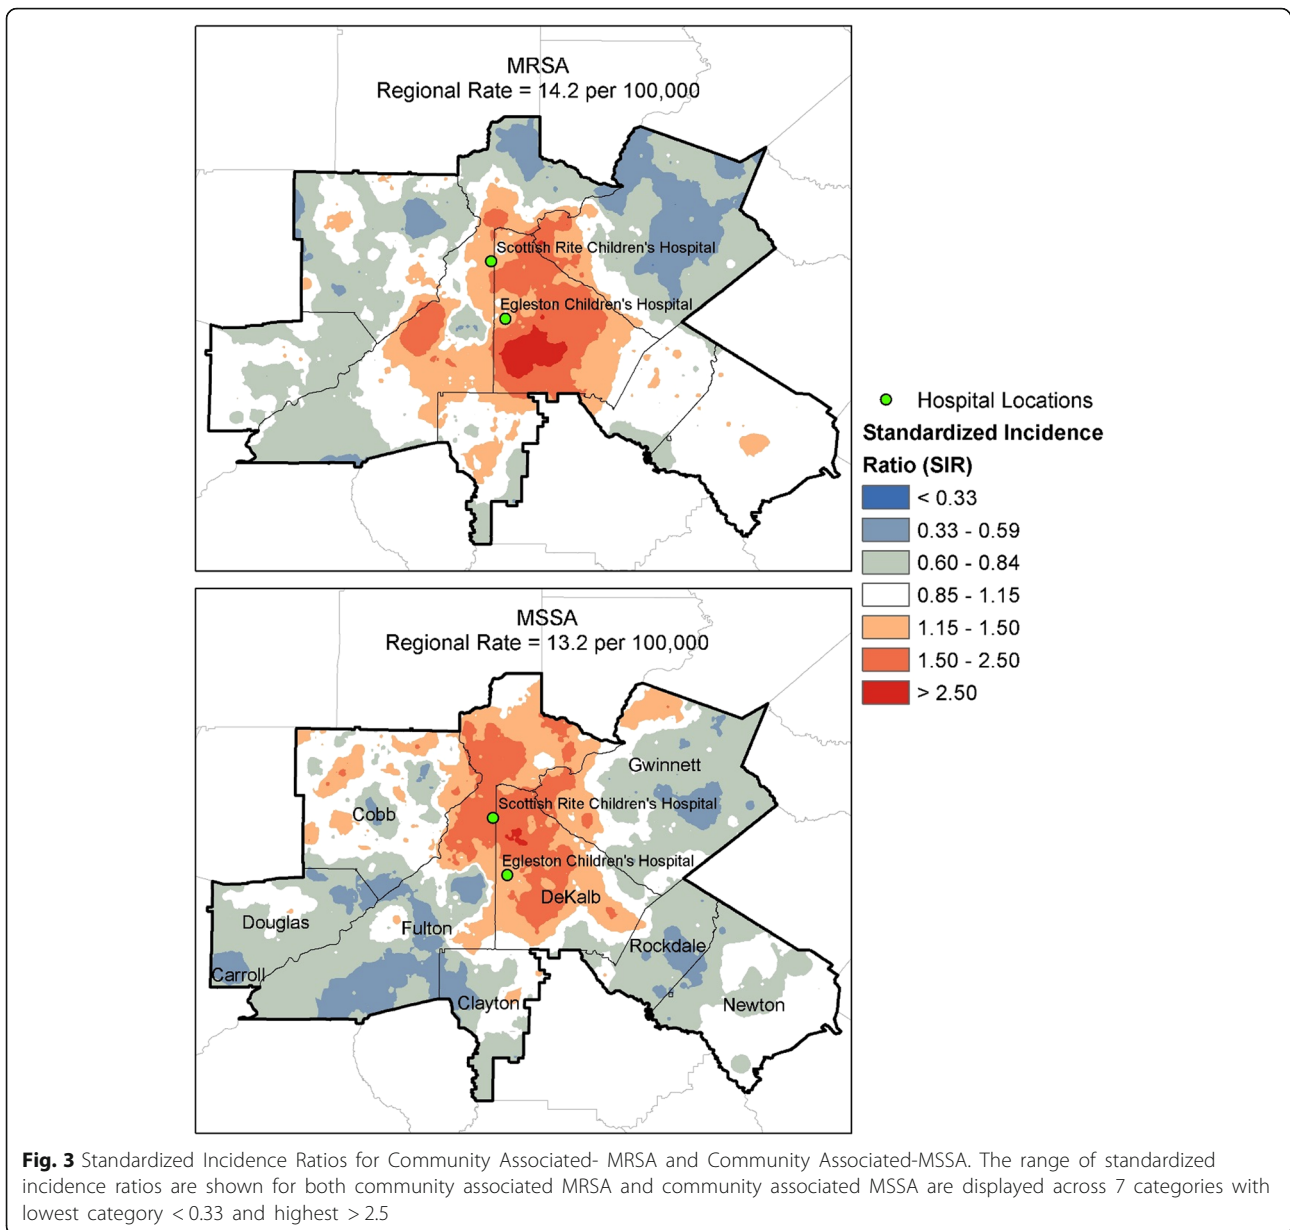 MRSA
Regional Rate = 14.2 per 100,000
Scottish Rite Children's Hospital
Egleston Children's Hospital
Hospital Locations
Standardized Incidence
Ratio (SIR)
< 0.33
0.33 - 0.59
0.60 - 0.84
0.85 - 1.15
1.15 - 1.50
1.50 - 2.50
> 2.50
MSSA
Regional Rate = 13.2 per 100,000
Gwinnett
Scottish Rite Children's Hospital
Cobb
Egleston Children's Hospital
DeKalb
Douglas
Fulton
Rockdale
Carroll
Clayton
Newton
Fig. 3 Standardized Incidence Ratios for Community Associated- MRSA and Community Associated-MSSA. The range of standardized
incidence ratios are shown for both community associated MRSA and community associated MSSA are displayed across 7 categories with
lowest category < 0.33 and highest > 2.5